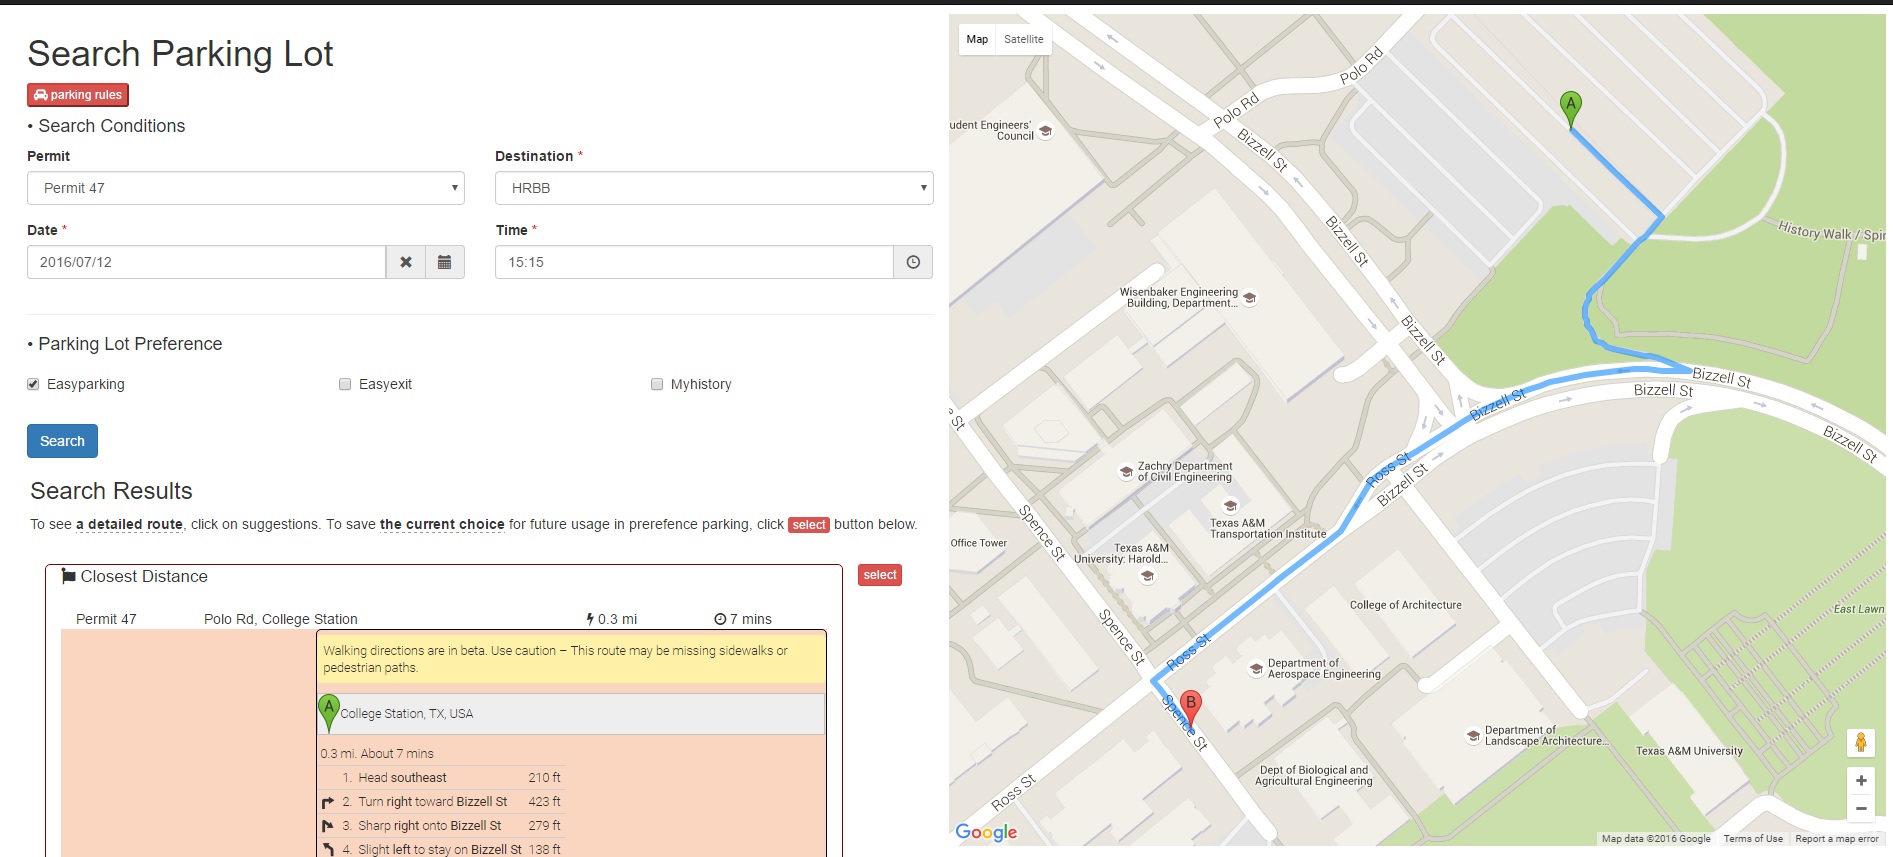 Search Parking Lot
parking rules
• Search Conditions
Permit
Destination *
Permit 47
HRBB
Date *
Time *
2016/07/12
15:15
• Parking Lot Preference
Easyparking
Easyexit
Myhistory
Search
Search Results
To see a detailed route, click on suggestions. To save the current choice for future usage in prerefence parking, click select button below.
Closest Distance
select
Permit 47
Polo Rd, College Station
0.3 mi
7 mins
Walking directions are in beta. Use caution – This route may be missing sidewalks or
pedestrian paths.
A
College Station, TX, USA
0.3 mi. About 7 mins
1. Head southeast 210 ft
2. Turn right toward Bizzell St 423 ft
3. Sharp right onto Bizzell St 279 ft
4. Slight left to stay on Bizzell St 138 ft
Map
Satellite
Polo Rd
Polo Rd
A
udent Engineers'
Council
Bizzell St
Bizzell St
History Walk / Spir
Wisenbaker Engineering
Building, Department...
Bizzell St
Bizzell St
Bizzell St
Bizzell St
Bizzell St
e St
Ross St
Bizzell St
Zachry Department
of Civil Engineering
Spence St
Texas A&M
Transportation Institute
Office Tower
Texas A&M
University: Harold...
College of Architecture
East Lawn
Spence St
Ross St
Department of
Aerospace Engineering
B
Spence St
Department of
Landscape Architecture...
Texas A&M University
Dept of Biological and
Agricultural Engineering
Ross St
+
−
Google
Map data ©2016 Google
Terms of Use
Report a map error